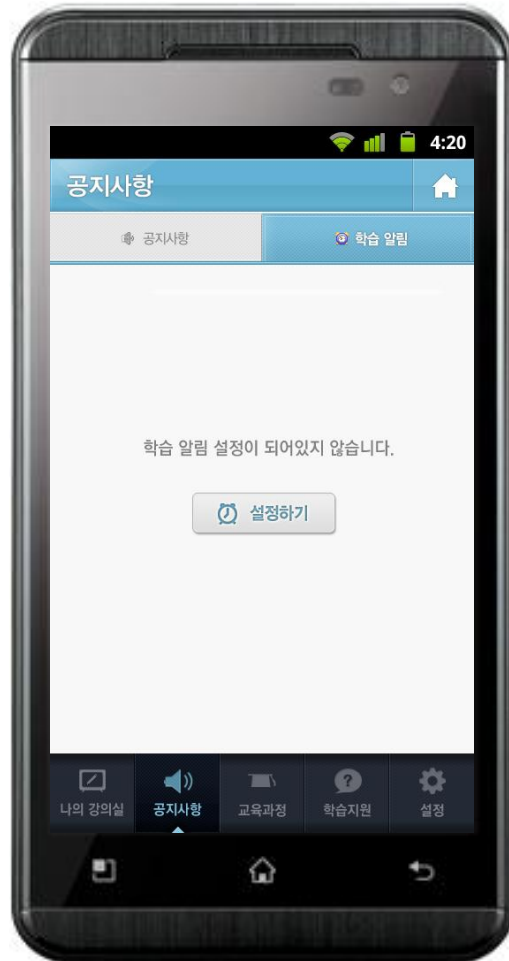 4:20
공지사항
공지사항
학습 알림
학습 알림 설정이 되어있지 않습니다.
설정하기
나의 강의실
공지사항
교육과정
학습지원
설정